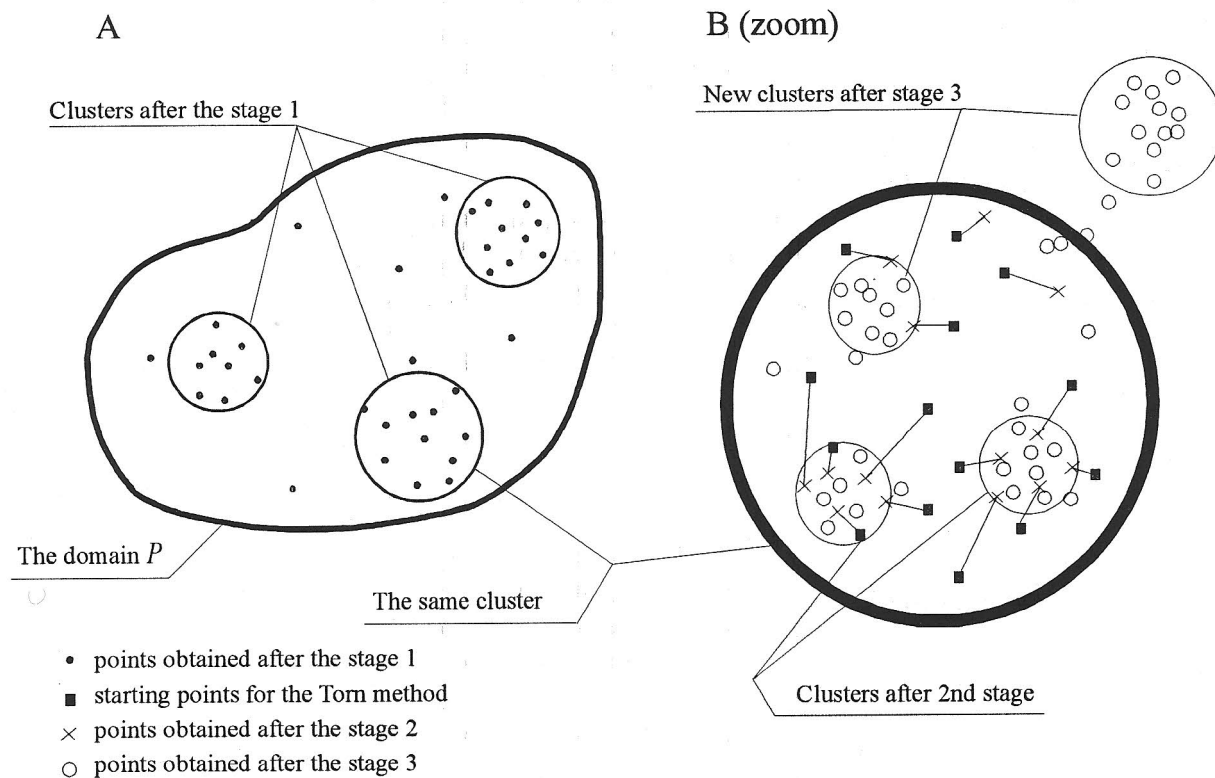 A
B (zoom)
Clusters after the stage 1
New clusters after stage 3
The domain P
The same cluster
Clusters after 2nd stage
points obtained after the stage 1
starting points for the Torn method
points obtained after the stage 2
points obtained after the stage 3